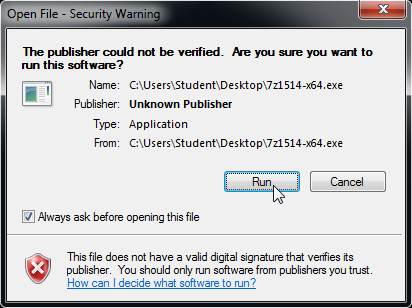 Open File - Security Warning
The publisher could not be verified. Are you sure you want to
run this software?
Name: C:\Users\Student\Desktop\7z1514-x64.exe
Publisher: Unknown Publisher
Type: Application
From: C:\Users\Student\Desktop\7z1514-x64.exe
Run Cancel
Always ask before opening this file
This file does not have a valid digital signature that verifies its
publisher. You should only run software from publishers you trust.
How can I decide what software to run?